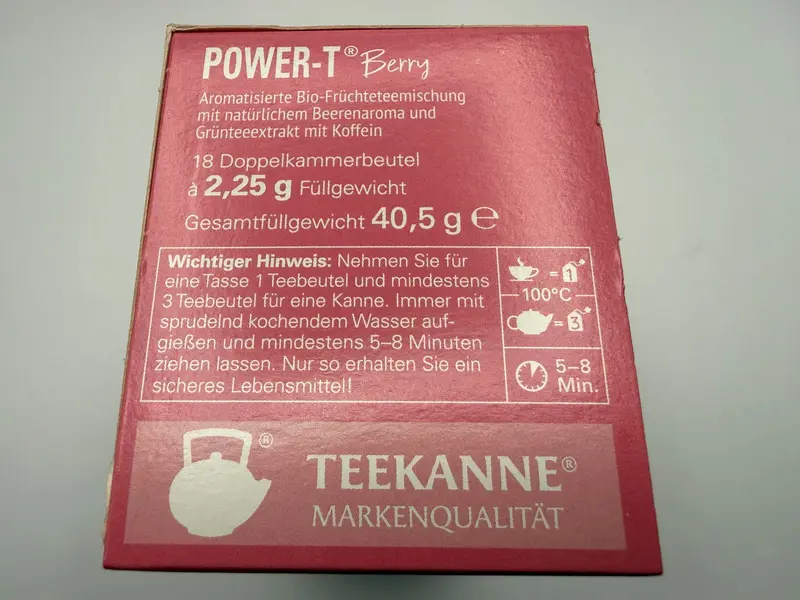 POWER-T® Berry
Aromatisierte Bio-Früchteteemischung
mit natürlichem Beerenaroma und
Grünteeextrakt mit Koffein
18 Doppelkammerbeutel
à 2,25 g Füllgewicht
Gesamtfüllgewicht 40,5 g ℮
Wichtiger Hinweis: Nehmen Sie für
eine Tasse 1 Teebeutel und mindestens
3 Teebeutel für eine Kanne. Immer mit
sprudelnd kochendem Wasser auf-
gießen und mindestens 5–8 Minuten
ziehen lassen. Nur so erhalten Sie ein
sicheres Lebensmittel!
= 1
100°C
= 3
5–8
Min.
®
TEEKANNE®
MARKENQUALITÄT